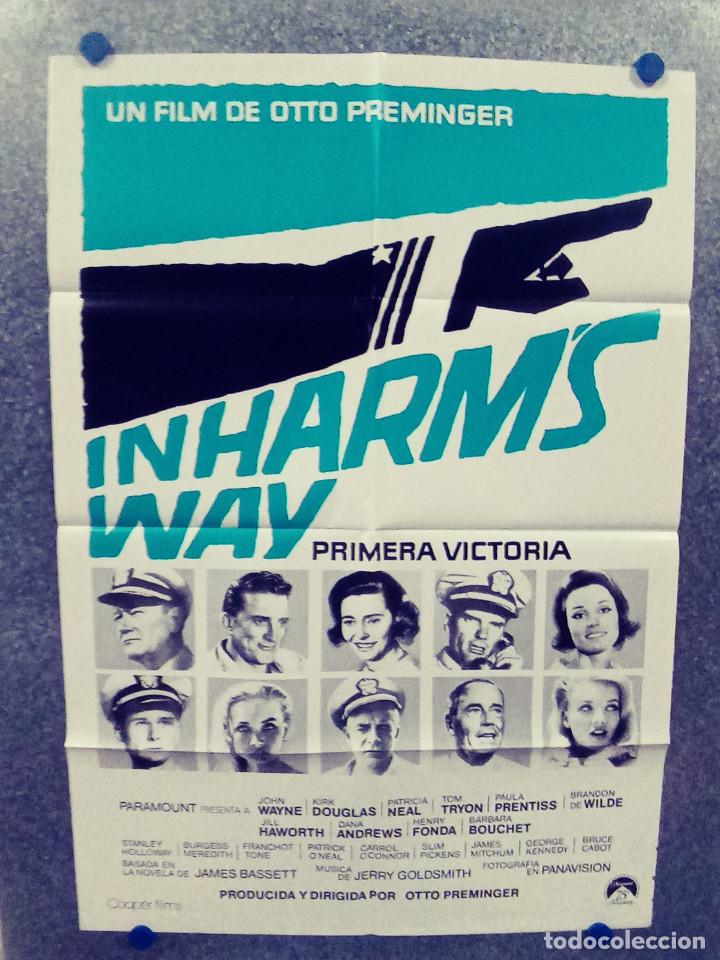 UN FILM DE OTTO PREMINGER
IN HARM'S
WAY
PRIMERA VICTORIA
PARAMOUNT PRESENTA A JOHN WAYNE KIRK DOUGLAS PATRICIA NEAL TOM TRYON PAULA PRENTISS BRANDON DE WILDE
JILL HAWORTH DANA ANDREWS HENRY FONDA BARBARA BOUCHET
STANLEY HOLLOWAY BURGESS MEREDITH FRANCHOT TONE PATRICK O'NEAL CARROL O'CONNOR SLIM PICKENS JAMES MITCHUM GEORGE KENNEDY BRUCE CABOT
BASADA EN LA NOVELA DE JAMES BASSETT MUSICA DE JERRY GOLDSMITH FOTOGRAFIA EN PANAVISION
PRODUCIDA Y DIRIGIDA POR OTTO PREMINGER
Cooper films
todocoleccion